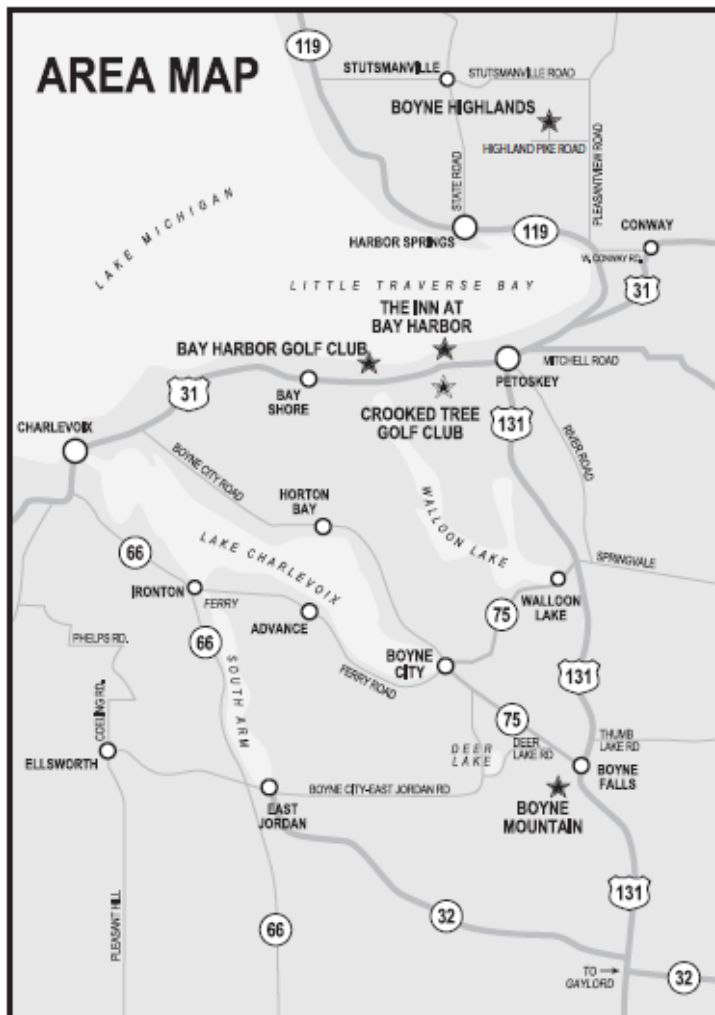 AREA MAP
119
STUTSMANVILLE
STUTSMANVILLE ROAD
BOYNE HIGHLANDS
HIGHLAND PIKE ROAD
PLEASANTVIEW ROAD
STATE ROAD
LAKE MICHIGAN
HARBOR SPRINGS
119
CONWAY
W. CONWAY RD.
31
LITTLE TRAVERSE BAY
THE INN AT
BAY HARBOR
BAY HARBOR GOLF CLUB
MITCHELL ROAD
PETOSKEY
31
BAY
SHORE
CROOKED TREE
GOLF CLUB
131
CHARLEVOIX
BOYNE CITY ROAD
RIVER ROAD
HORTON
BAY
WALLOON LAKE
LAKE CHARLEVOIX
66
SPRINGVALE
IRONTON
FERRY
ADVANCE
WALLOON
LAKE
75
PHELPS RD.
66
SOUTH ARM
FERRY ROAD
BOYNE
CITY
131
COELING RD.
75
DEER
LAKE
DEER
LAKE RD
THUMB
LAKE RD
ELLSWORTH
BOYNE
FALLS
BOYNE CITY-EAST JORDAN RD
EAST
JORDAN
BOYNE
MOUNTAIN
131
PLEASANT HILL
66
32
TO
GAYLORD
32